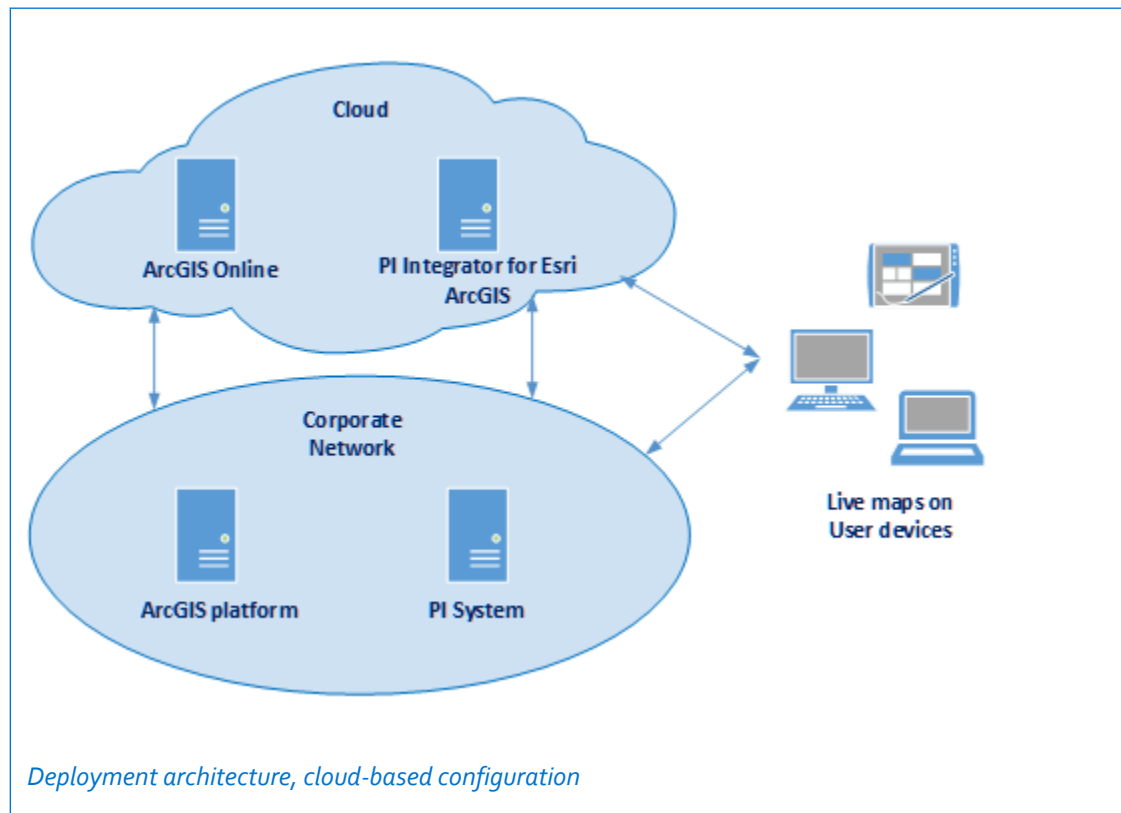 Cloud
ArcGIS Online
PI Integrator for Esri
ArcGIS
Corporate
Network
ArcGIS platform
PI System
Live maps on
User devices
Deployment architecture, cloud-based configuration